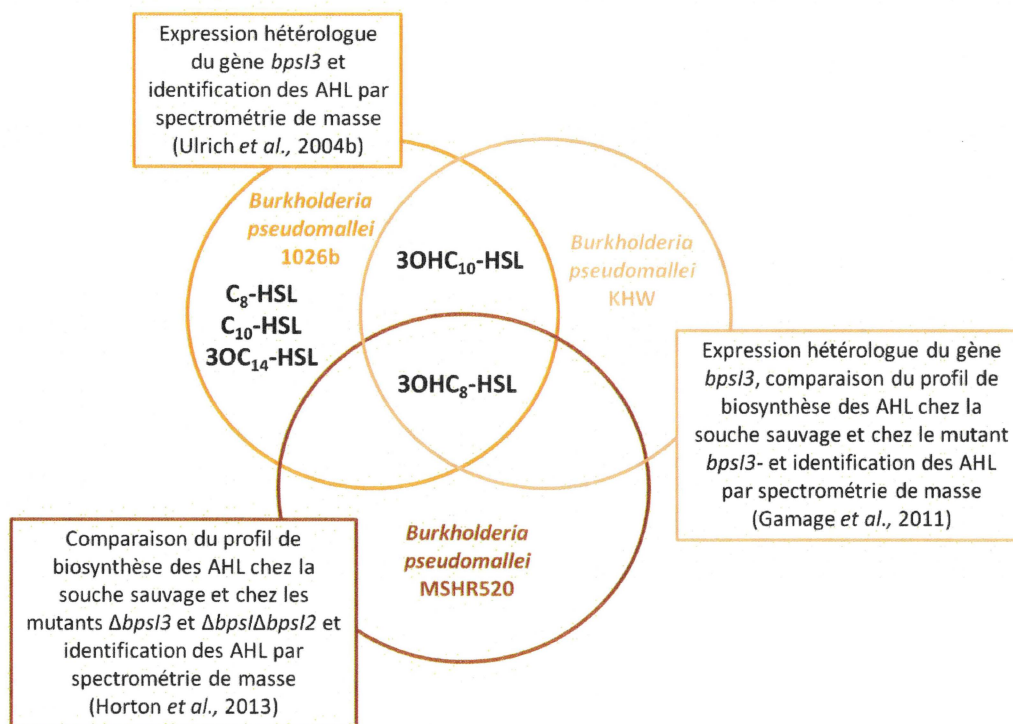 Expression hétérologue
du gène bpsI3 et
identification des AHL par
spectrométrie de masse
(Ulrich et al., 2004b)
Burkholderia
pseudomallei
1026b
C₈-HSL
C₁₀-HSL
3OC₁₄-HSL
3OHC₁₀-HSL
Burkholderia
pseudomallei
KHW
3OHC₈-HSL
Expression hétérologue du gène
bpsI3, comparaison du profil de
biosynthèse des AHL chez la
souche sauvage et chez le mutant
bpsI3- et identification des AHL
par spectrométrie de masse
(Gamage et al., 2011)
Burkholderia
pseudomallei
MSHR520
Comparaison du profil de
biosynthèse des AHL chez la
souche sauvage et chez les
mutants ΔbpsI3 et ΔbpsIΔbpsI2 et
identification des AHL par
spectrométrie de masse
(Horton et al., 2013)